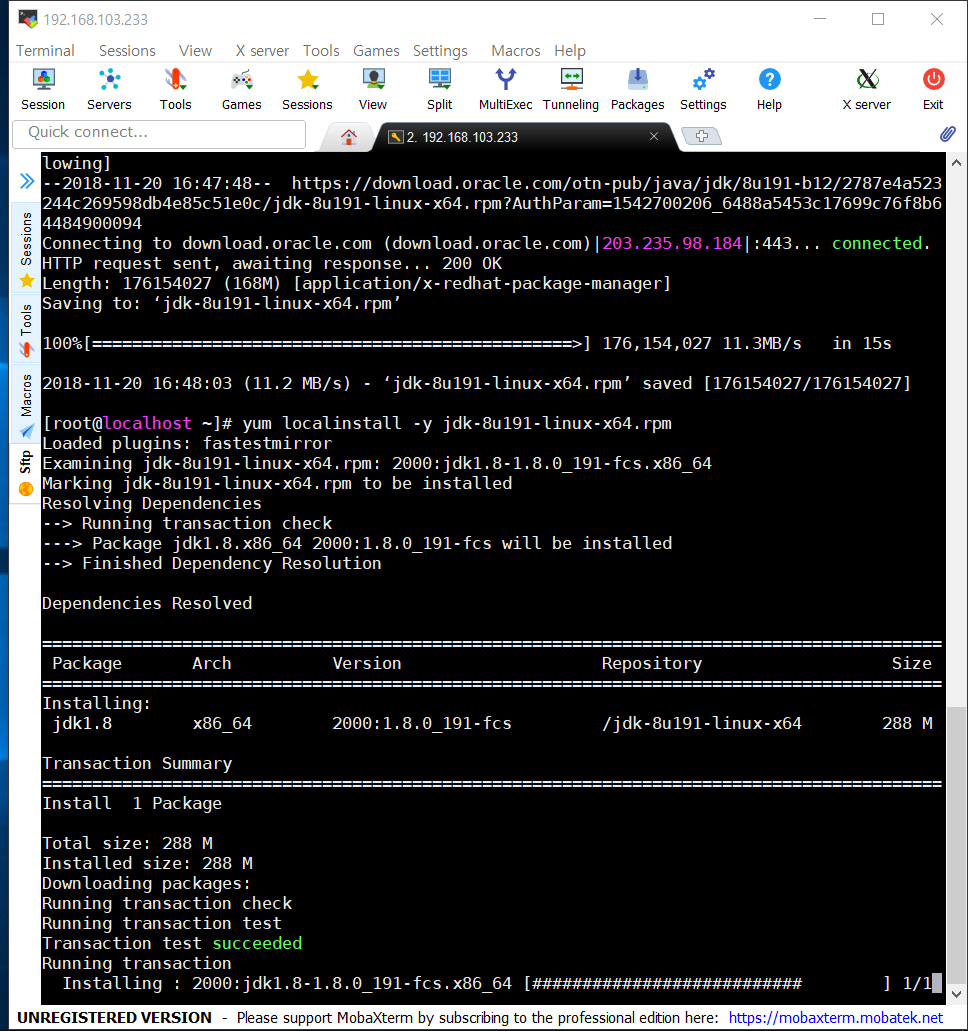 192.168.103.233
Terminal Sessions View X server Tools Games Settings Macros Help
Session Servers Tools Games Sessions View Split MultiExec Tunneling Packages Settings Help X server Exit
Quick connect...
2. 192.168.103.233
Sessions
Tools
Macros
Sftp
lowing]
--2018-11-20 16:47:48--  https://download.oracle.com/otn-pub/java/jdk/8u191-b12/2787e4a523
244c269598db4e85c51e0c/jdk-8u191-linux-x64.rpm?AuthParam=1542700206_6488a5453c17699c76f8b6
4484900094
Connecting to download.oracle.com (download.oracle.com)|203.235.98.184|:443... connected.
HTTP request sent, awaiting response... 200 OK
Length: 176154027 (168M) [application/x-redhat-package-manager]
Saving to: ‘jdk-8u191-linux-x64.rpm’
100%[================================================>] 176,154,027 11.3MB/s   in 15s
2018-11-20 16:48:03 (11.2 MB/s) - ‘jdk-8u191-linux-x64.rpm’ saved [176154027/176154027]
[root@localhost ~]# yum localinstall -y jdk-8u191-linux-x64.rpm
Loaded plugins: fastestmirror
Examining jdk-8u191-linux-x64.rpm: 2000:jdk1.8-1.8.0_191-fcs.x86_64
Marking jdk-8u191-linux-x64.rpm to be installed
Resolving Dependencies
--> Running transaction check
---> Package jdk1.8.x86_64 2000:1.8.0_191-fcs will be installed
--> Finished Dependency Resolution
Dependencies Resolved
==========================================================================================
Package Arch Version Repository Size
==========================================================================================
Installing:
jdk1.8 x86_64 2000:1.8.0_191-fcs /jdk-8u191-linux-x64 288 M
Transaction Summary
==========================================================================================
Install  1 Package
Total size: 288 M
Installed size: 288 M
Downloading packages:
Running transaction check
Running transaction test
Transaction test succeeded
Running transaction
Installing : 2000:jdk1.8-1.8.0_191-fcs.x86_64 [###########################        ] 1/1
UNREGISTERED VERSION - Please support MobaXterm by subscribing to the professional edition here: https://mobaxterm.mobatek.net